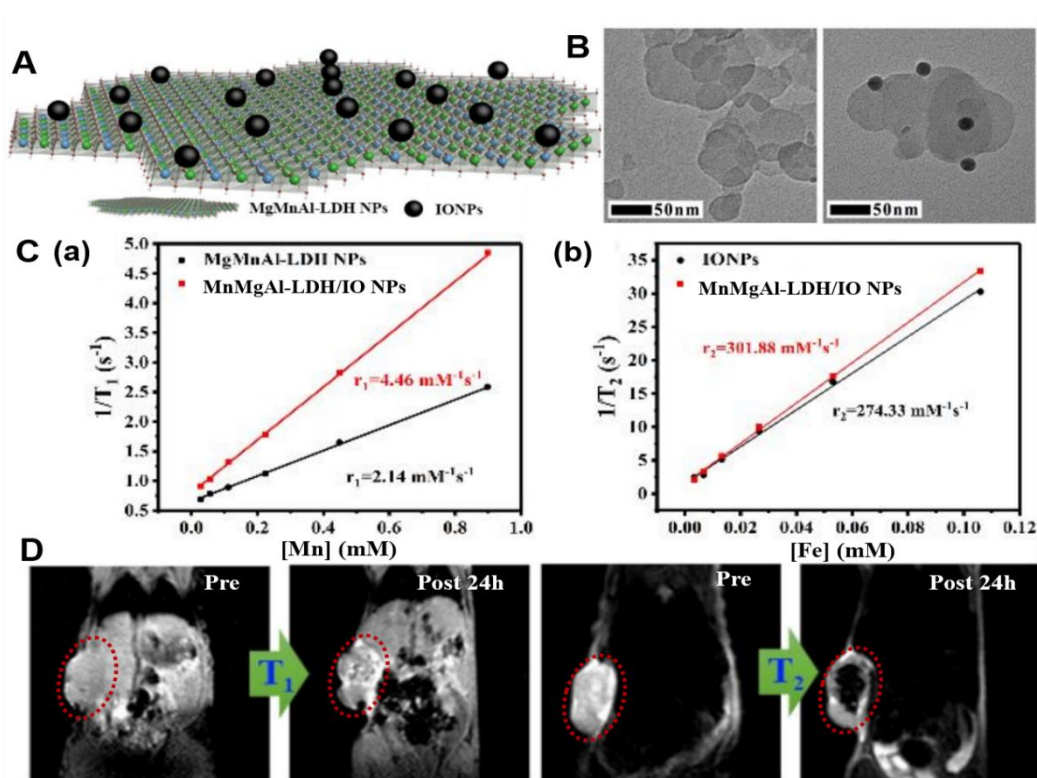 A
MgMnAl-LDH NPs
IONPs
B
50nm
50nm
C (a)
MgMnAl-LDH NPs
MnMgAl-LDH/IO NPs
r₁=4.46 mM⁻¹s⁻¹
r₁=2.14 mM⁻¹s⁻¹
1/T₁ (s⁻¹)
5.0
4.5
4.0
3.5
3.0
2.5
2.0
1.5
1.0
0.5
0.0 0.2 0.4 0.6 0.8 1.0
[Mn] (mM)
(b)
IONPs
MnMgAl-LDH/IO NPs
r₂=301.88 mM⁻¹s⁻¹
r₂=274.33 mM⁻¹s⁻¹
1/T₂ (s⁻¹)
35
30
25
20
15
10
5
0
0.00 0.02 0.04 0.06 0.08 0.10 0.12
[Fe] (mM)
D
Pre
T₁
Post 24h
Pre
T₂
Post 24h